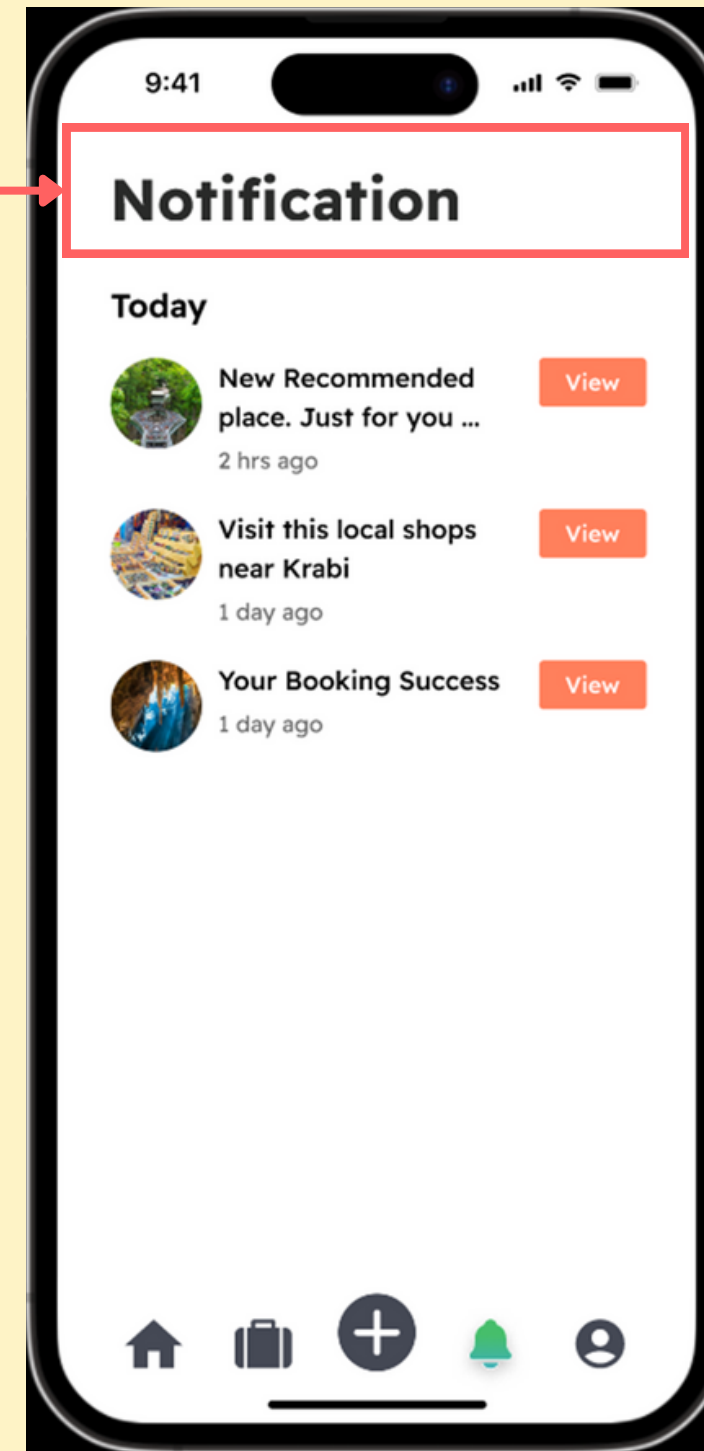 9:41
Notification
Today
New Recommended
place. Just for you ...
2 hrs ago
View
Visit this local shops
near Krabi
1 day ago
View
Your Booking Success
1 day ago
View